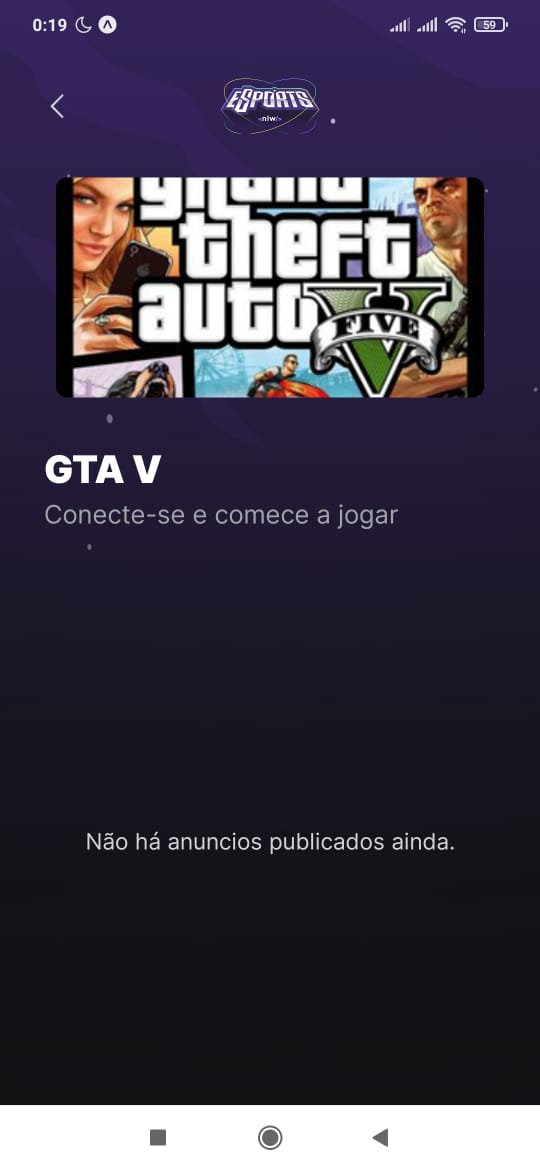 0:19
59
ESPORTS
<nlw/>
grand
theft
auto V
FIVE
GTA V
Conecte-se e comece a jogar
Não há anuncios publicados ainda.